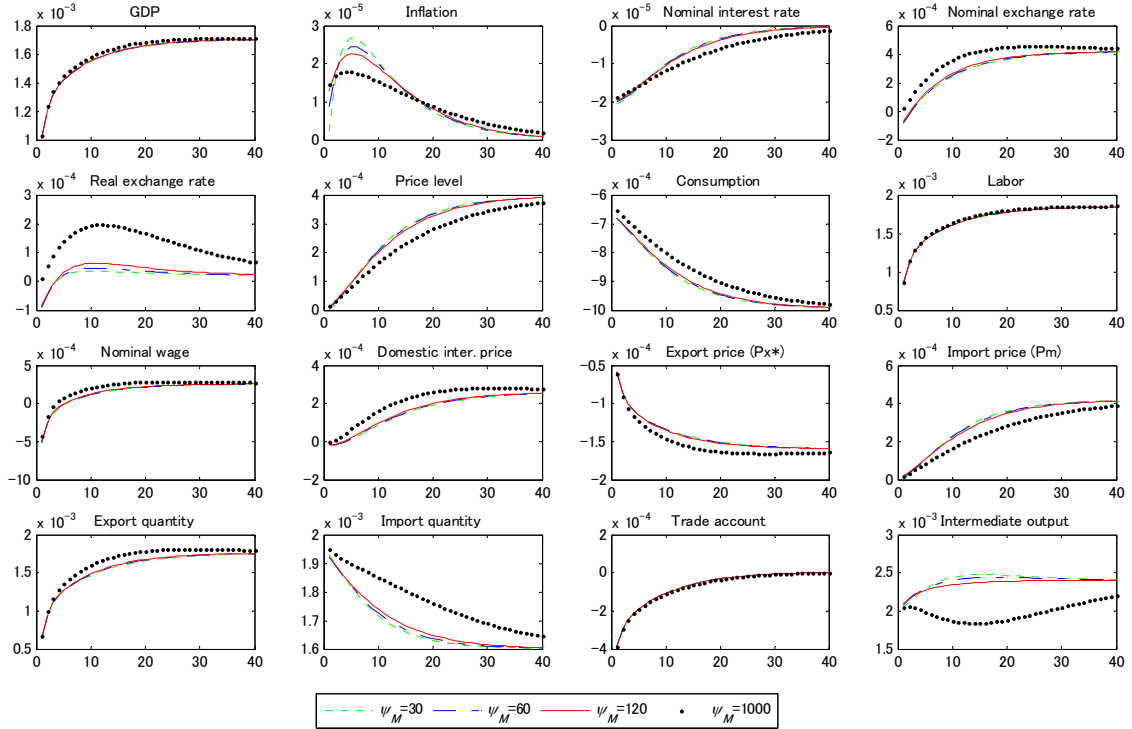 GDP
x 10⁻³
1.8
1.6
1.4
1.2
1
0 10 20 30 40
Inflation
x 10⁻⁵
3
2
1
0
0 10 20 30 40
Nominal interest rate
x 10⁻⁵
0
-1
-2
-3
0 10 20 30 40
Nominal exchange rate
x 10⁻⁴
6
4
2
0
-2
0 10 20 30 40
Real exchange rate
x 10⁻⁴
3
2
1
0
-1
0 10 20 30 40
Price level
x 10⁻⁴
4
3
2
1
0
0 10 20 30 40
Consumption
x 10⁻⁴
-6
-7
-8
-9
-10
0 10 20 30 40
Labor
x 10⁻³
2
1.5
1
0.5
0 10 20 30 40
Nominal wage
x 10⁻⁴
5
0
-5
-10
0 10 20 30 40
Domestic inter. price
x 10⁻⁴
4
2
0
-2
0 10 20 30 40
Export price (Px*)
x 10⁻³
-0.5
-1
-1.5
-2
0 10 20 30 40
Import price (Pm)
x 10⁻⁴
6
4
2
0
0 10 20 30 40
Export quantity
x 10⁻³
2
1.5
1
0.5
0 10 20 30 40
Import quantity
x 10⁻³
2
1.9
1.8
1.7
1.6
0 10 20 30 40
Trade account
x 10⁻⁴
2
0
-2
-4
0 10 20 30 40
Intermediate output
x 10⁻³
3
2.5
2
1.5
0 10 20 30 40
ψ_M=30 ψ_M=60 ψ_M=120 ψ_M=1000